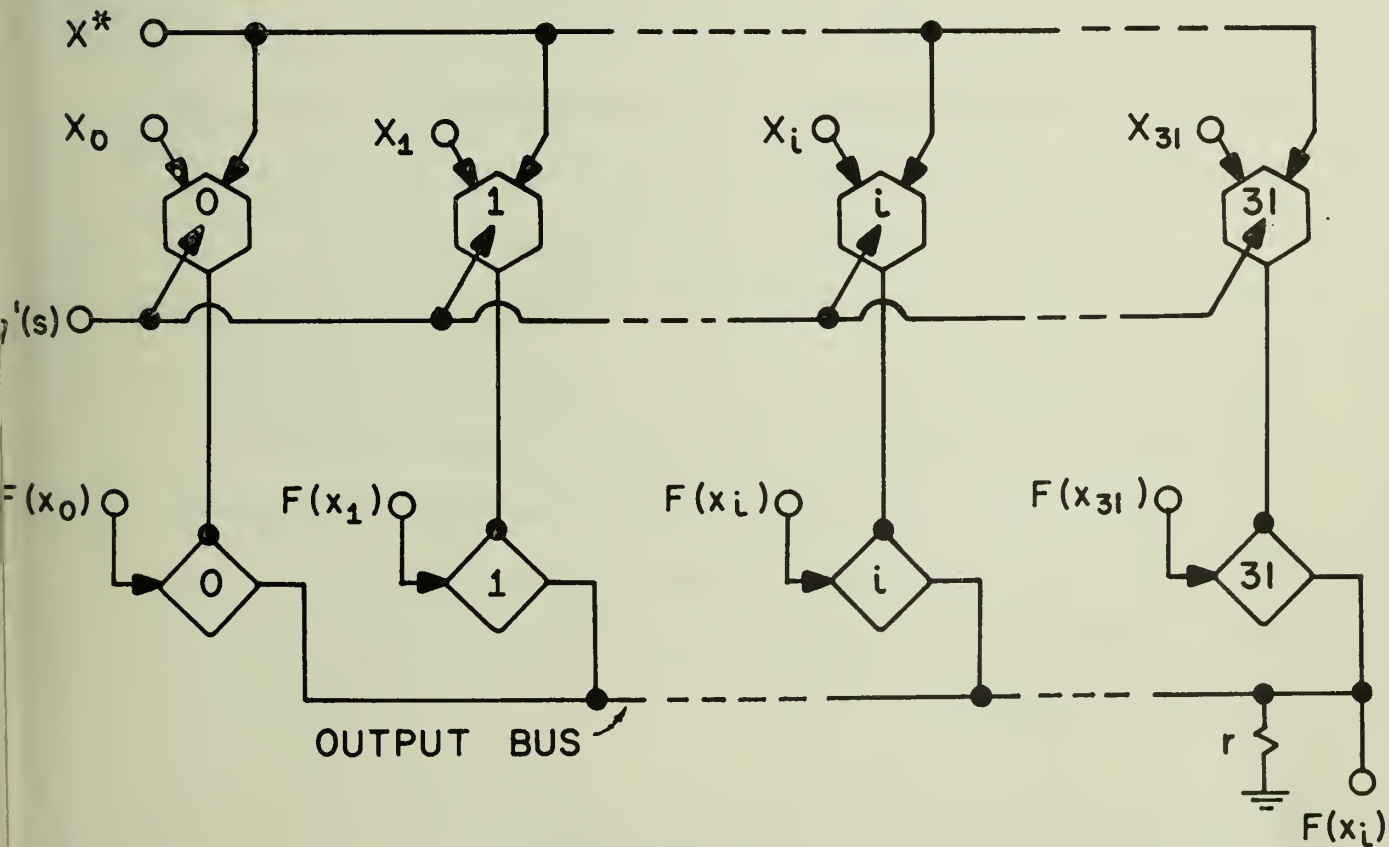 X*
X₀ X₁ Xᵢ X₃₁
0 1 i 31
'(s)
F(x₀) F(x₁) F(xᵢ) F(x₃₁)
0 1 i 31
OUTPUT BUS
r
F(xᵢ)